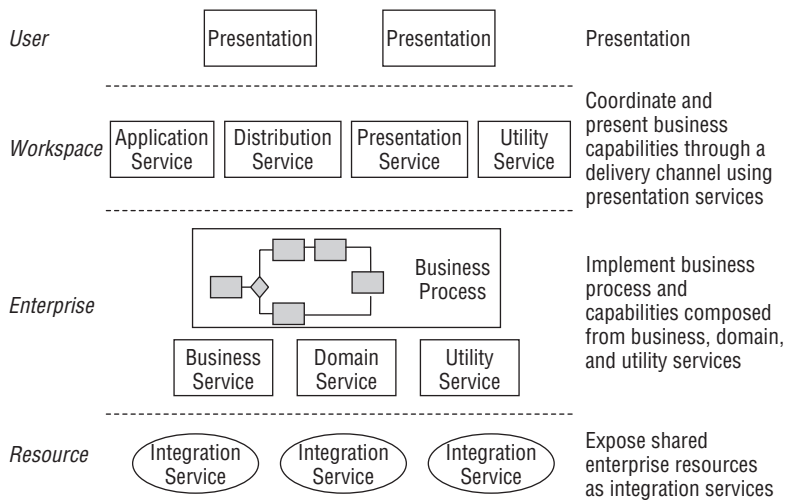 User
Presentation
Presentation
Presentation
Workspace
Application
Service
Distribution
Service
Presentation
Service
Utility
Service
Coordinate and
present business
capabilities through a
delivery channel using
presentation services
Enterprise
Business
Process
Business
Service
Domain
Service
Utility
Service
Implement business
process and
capabilities composed
from business, domain,
and utility services
Resource
Integration
Service
Integration
Service
Integration
Service
Expose shared
enterprise resources
as integration services